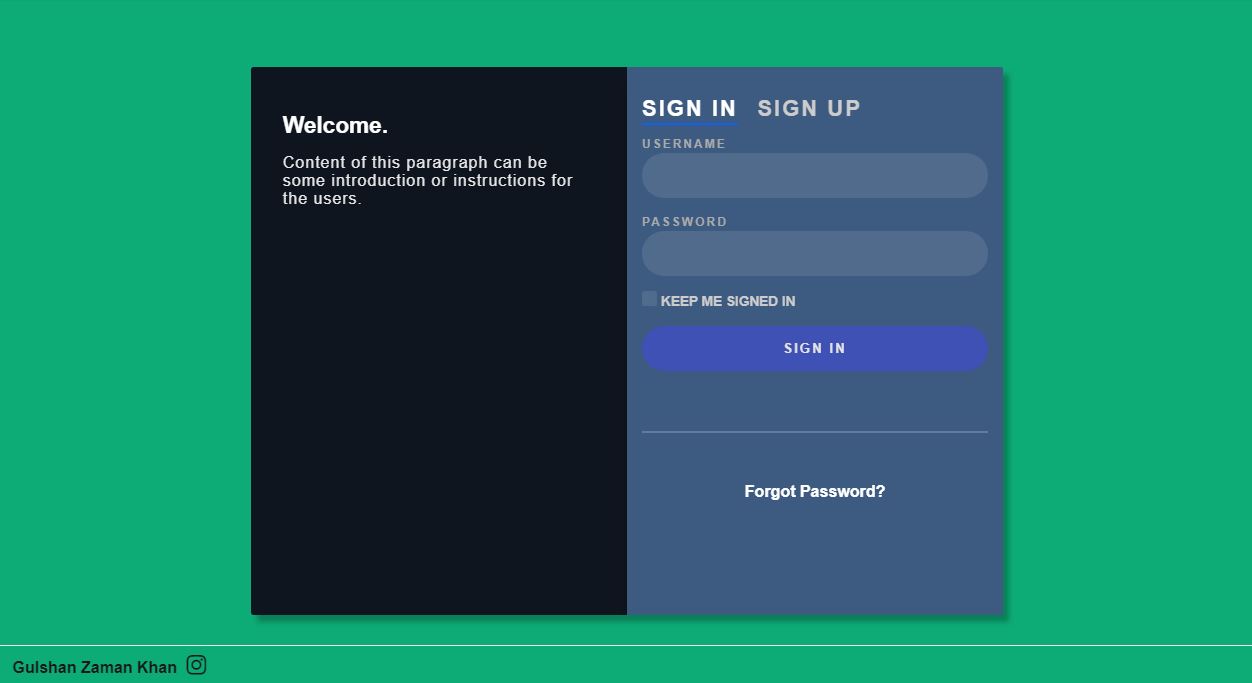 Welcome.
Content of this paragraph can be
some introduction or instructions for
the users.
SIGN IN SIGN UP
USERNAME
PASSWORD
KEEP ME SIGNED IN
SIGN IN
Forgot Password?
Gulshan Zaman Khan